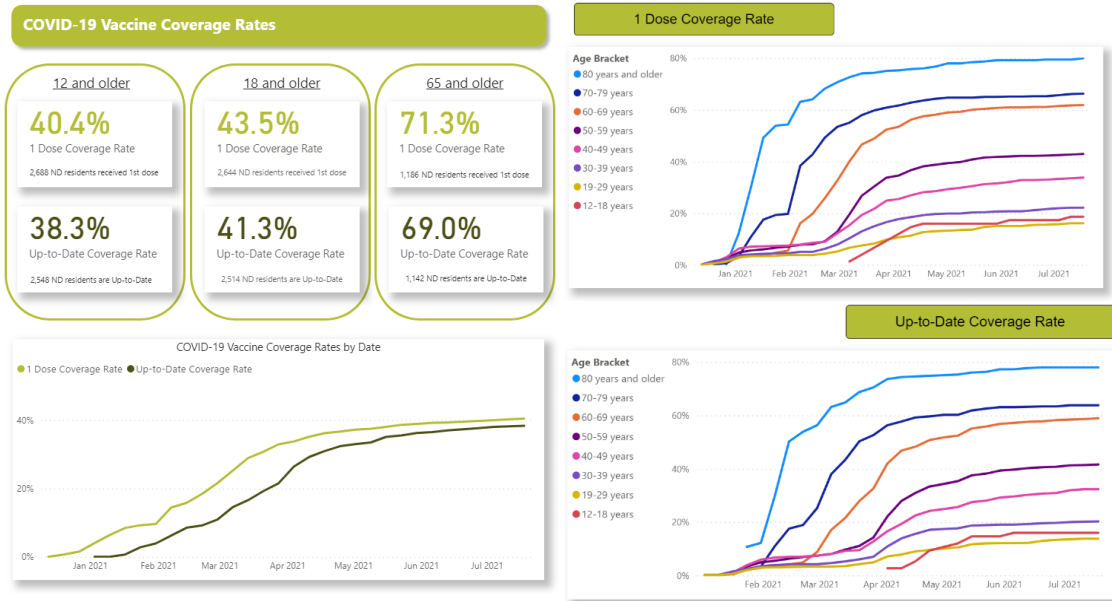 COVID-19 Vaccine Coverage Rates
12 and older
40.4%
1 Dose Coverage Rate
2,688 ND residents received 1st dose
38.3%
Up-to-Date Coverage Rate
2,548 ND residents are Up-to-Date
18 and older
43.5%
1 Dose Coverage Rate
2,644 ND residents received 1st dose
41.3%
Up-to-Date Coverage Rate
2,514 ND residents are Up-to-Date
65 and older
71.3%
1 Dose Coverage Rate
1,186 ND residents received 1st dose
69.0%
Up-to-Date Coverage Rate
1,142 ND residents are Up-to-Date
COVID-19 Vaccine Coverage Rates by Date
1 Dose Coverage Rate Up-to-Date Coverage Rate
40%
20%
0%
Jan 2021 Feb 2021 Mar 2021 Apr 2021 May 2021 Jun 2021 Jul 2021
1 Dose Coverage Rate
Age Bracket
80 years and older
70-79 years
60-69 years
50-59 years
40-49 years
30-39 years
19-29 years
12-18 years
80%
60%
40%
20%
0%
Jan 2021 Feb 2021 Mar 2021 Apr 2021 May 2021 Jun 2021 Jul 2021
Up-to-Date Coverage Rate
Age Bracket
80 years and older
70-79 years
60-69 years
50-59 years
40-49 years
30-39 years
19-29 years
12-18 years
80%
60%
40%
20%
0%
Feb 2021 Mar 2021 Apr 2021 May 2021 Jun 2021 Jul 2021